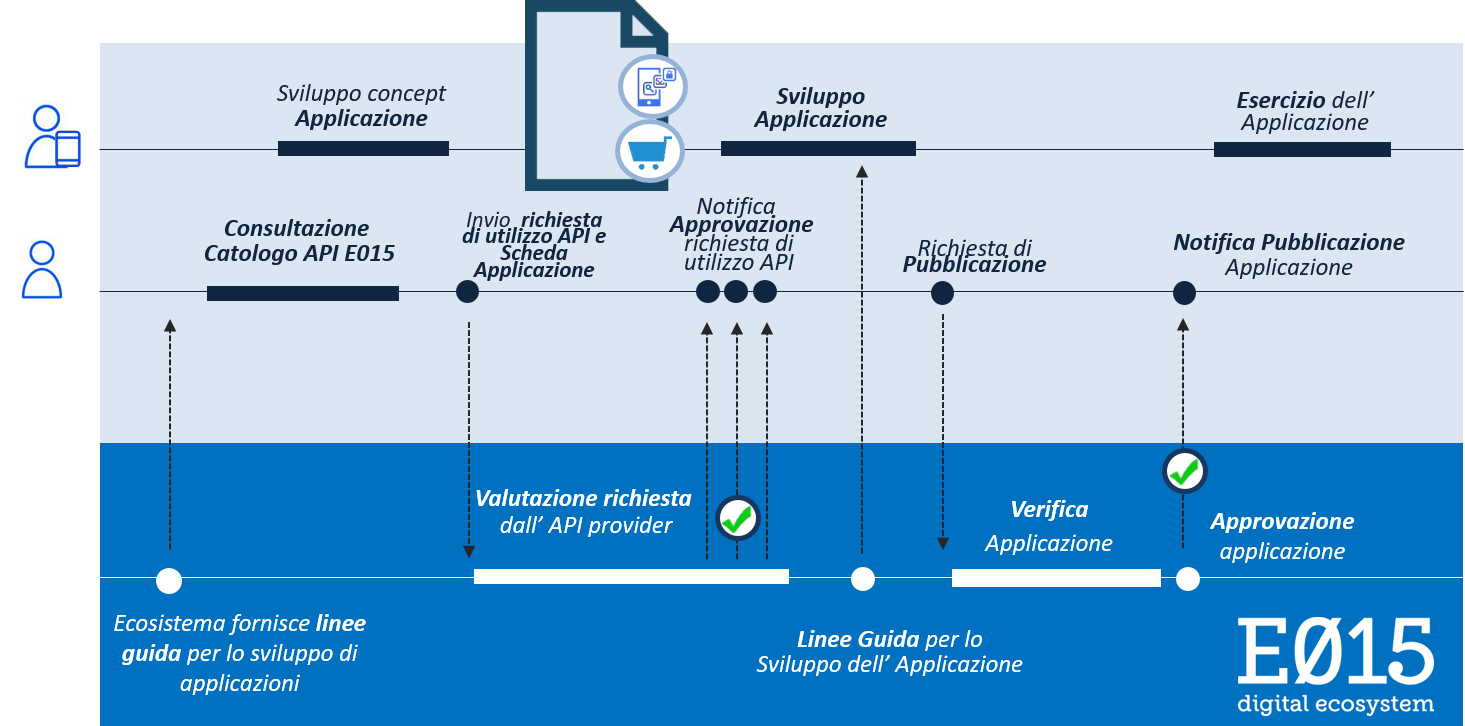 Sviluppo concept
Applicazione
Sviluppo
Applicazione
Esercizio dell’
Applicazione
Consultazione
Catologo API E015
Invio richiesta
di utilizzo API e
Scheda
Applicazione
Notifica
Approvazione
richiesta di
utilizzo API
Richiesta di
Pubblicazione
Notifica Pubblicazione
Applicazione
Valutazione richiesta
dall’ API provider
Verifica
Applicazione
Approvazione
applicazione
Ecosistema fornisce linee
guida per lo sviluppo di
applicazioni
Linee Guida per lo
Sviluppo dell’ Applicazione
EØ15
digital ecosystem